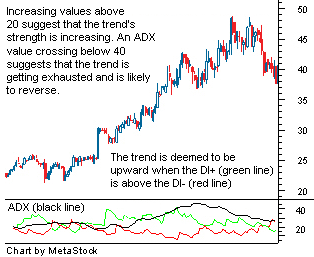 Increasing values above
20 suggest that the trend's
strength is increasing. An ADX
value crossing below 40
suggests that the trend is
getting exhausted and is likely
to reverse.
50
45
40
35
30
25
20
The trend is deemed to be
upward when the DI+ (green line)
is above the DI- (red line)
ADX (black line)
40
20
Chart by MetaStock